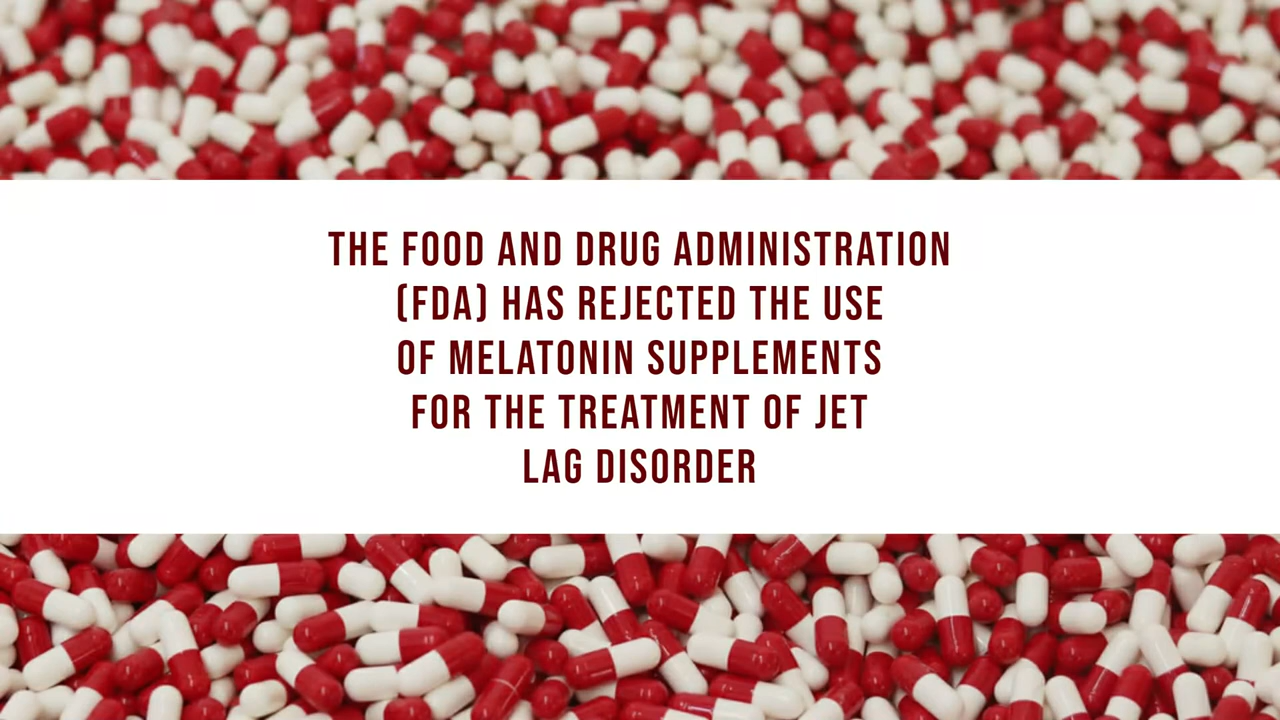 THE FOOD AND DRUG ADMINISTRATION
(FDA) HAS REJECTED THE USE
OF MELATONIN SUPPLEMENTS
FOR THE TREATMENT OF JET
LAG DISORDER